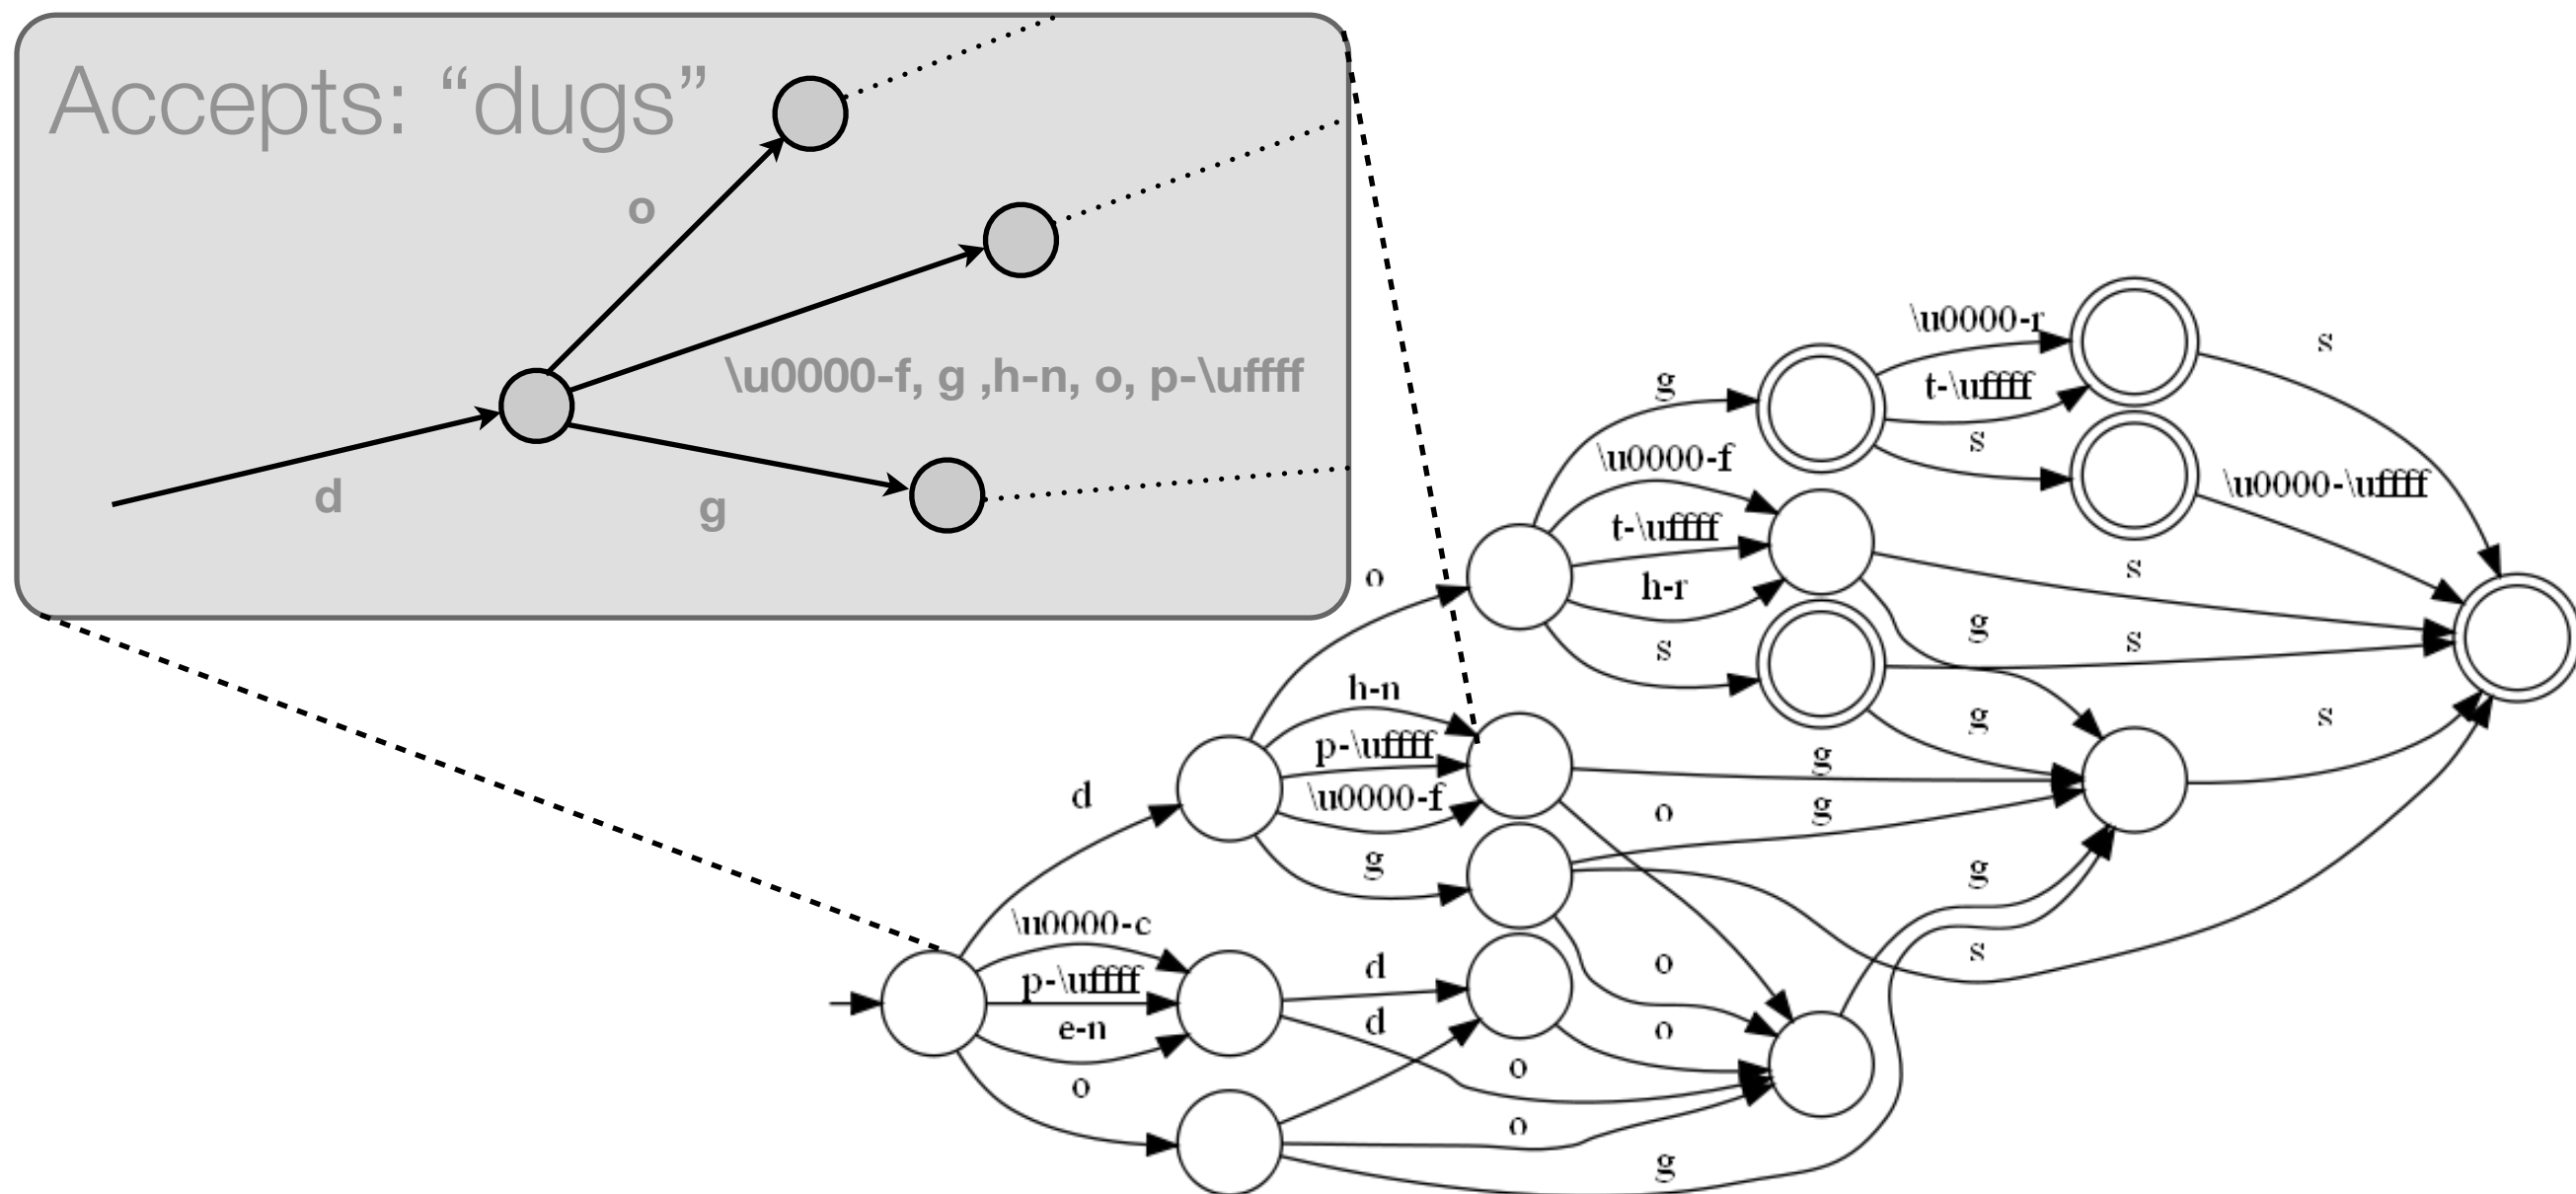 Accepts: “dugs”
o
\u0000-f, g ,h-n, o, p-\uffff
d
g
\u0000-r
s
t-\uffff
g
s
\u0000-f
\u0000-\uffff
t-\uffff
s
o
h-r
g
s
s
h-n
g
s
p-\uffff
g
d
\u0000-f
o
g
g
g
\u0000-c
s
d
o
p-\uffff
d
o
e-n
o
o
o
g